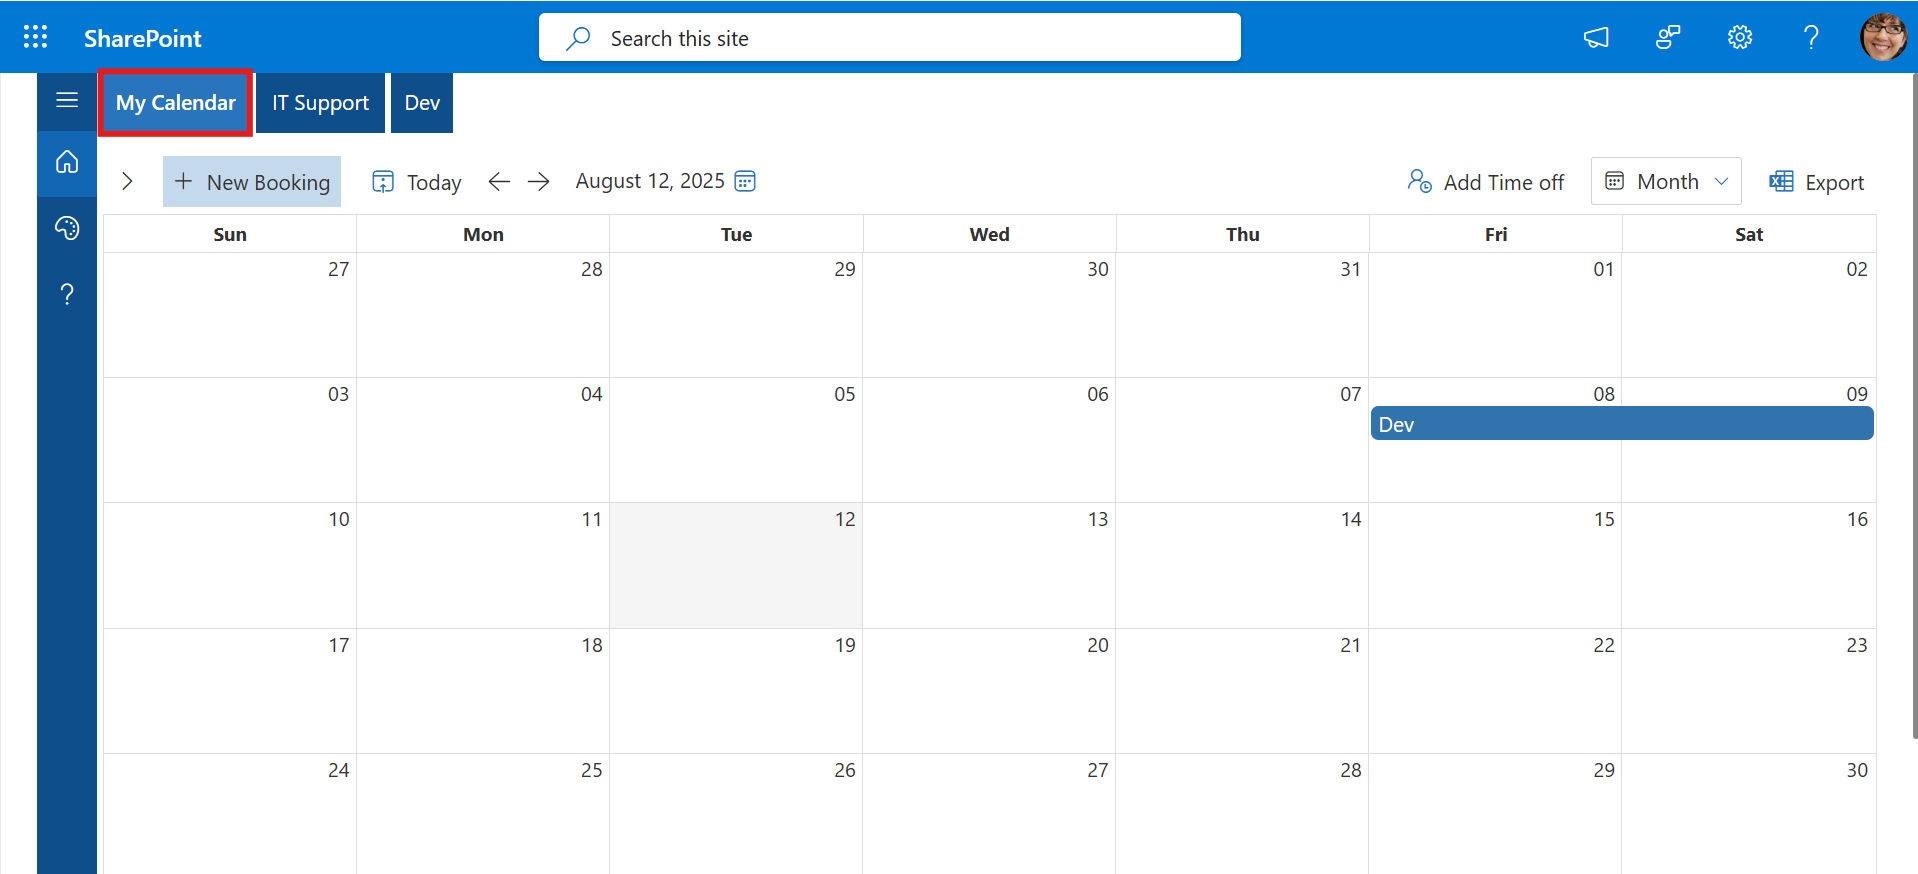 SharePoint
Search this site
?
My Calendar
IT Support
Dev
+ New Booking
Today
August 12, 2025
Add Time off
Month
Export
Sun Mon Tue Wed Thu Fri Sat
27 28 29 30 31 01 02
?
03 04 05 06 07 08 09
Dev
10 11 12 13 14 15 16
17 18 19 20 21 22 23
24 25 26 27 28 29 30